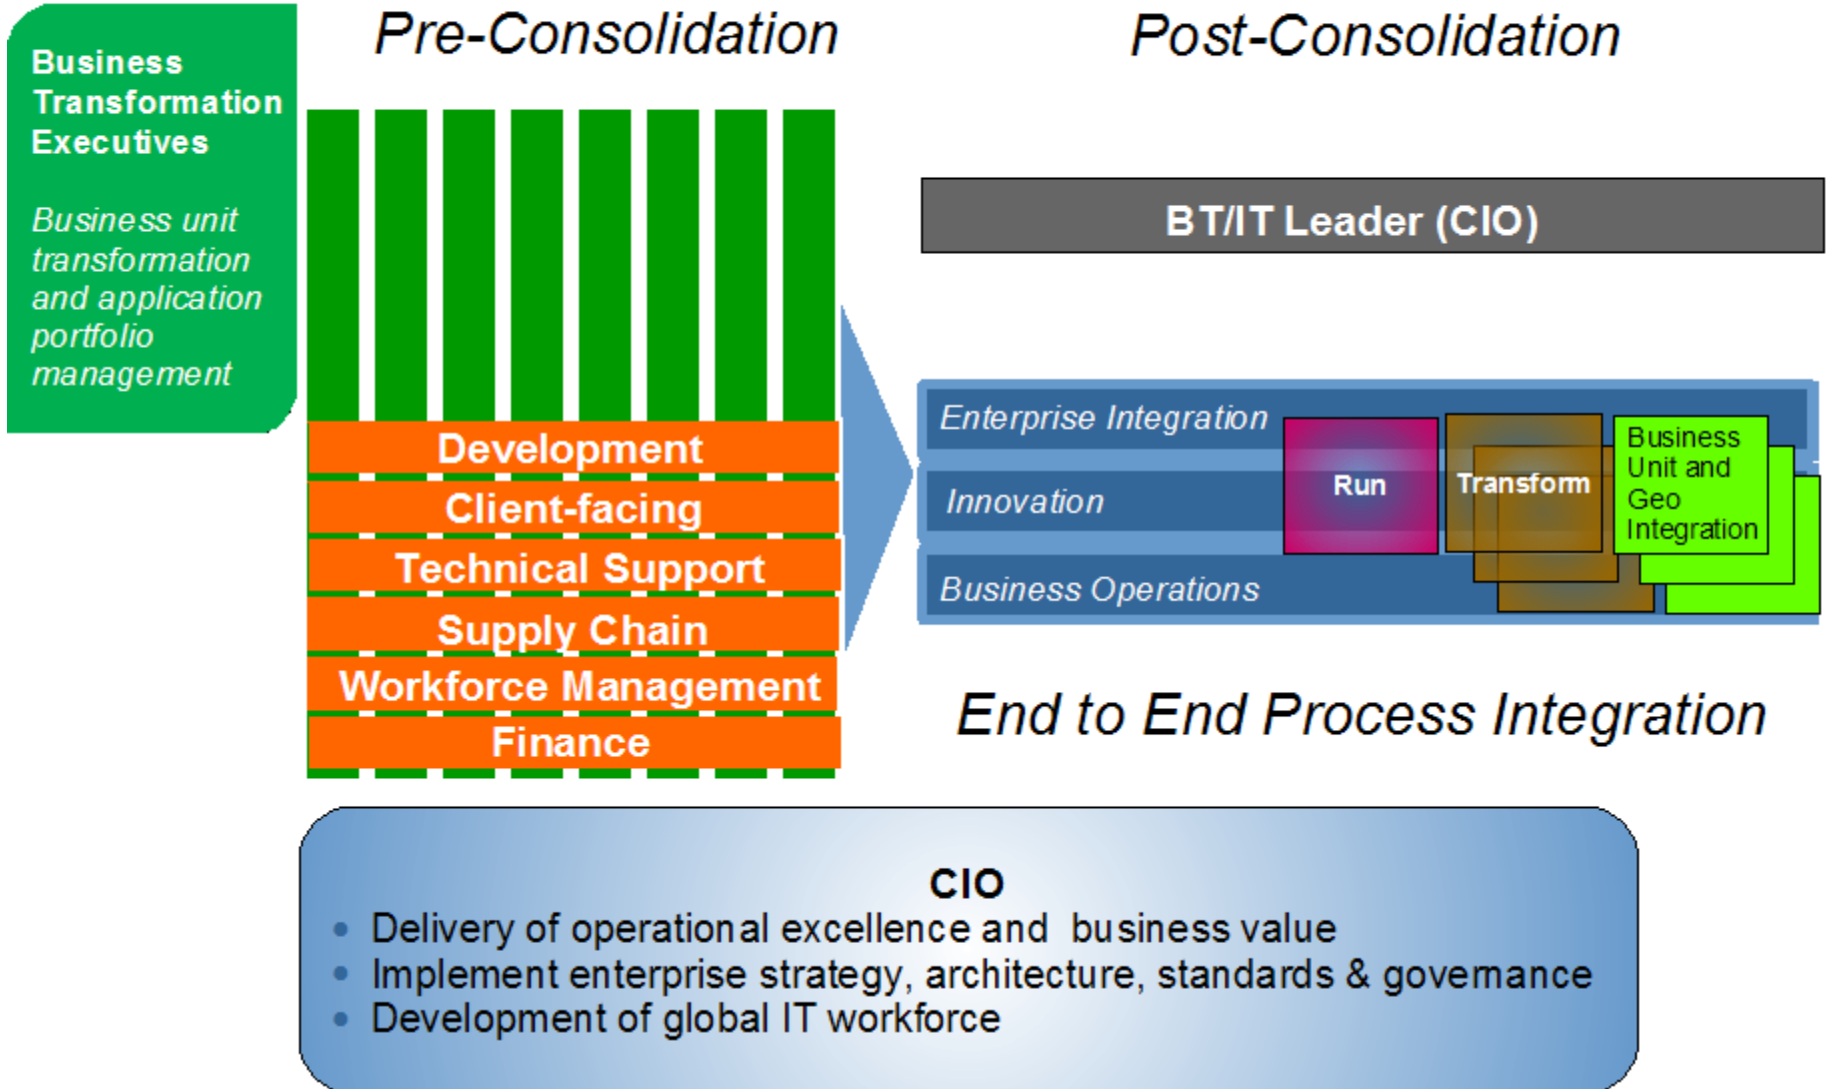 Pre-Consolidation
Post-Consolidation
Business
Transformation
Executives
Business unit
transformation
and application
portfolio
management
Development
Client-facing
Technical Support
Supply Chain
Workforce Management
Finance
BT/IT Leader (CIO)
Enterprise Integration
Innovation
Business Operations
Run
Transform
Business
Unit and
Geo
Integration
End to End Process Integration
CIO
• Delivery of operational excellence and business value
• Implement enterprise strategy, architecture, standards & governance
• Development of global IT workforce